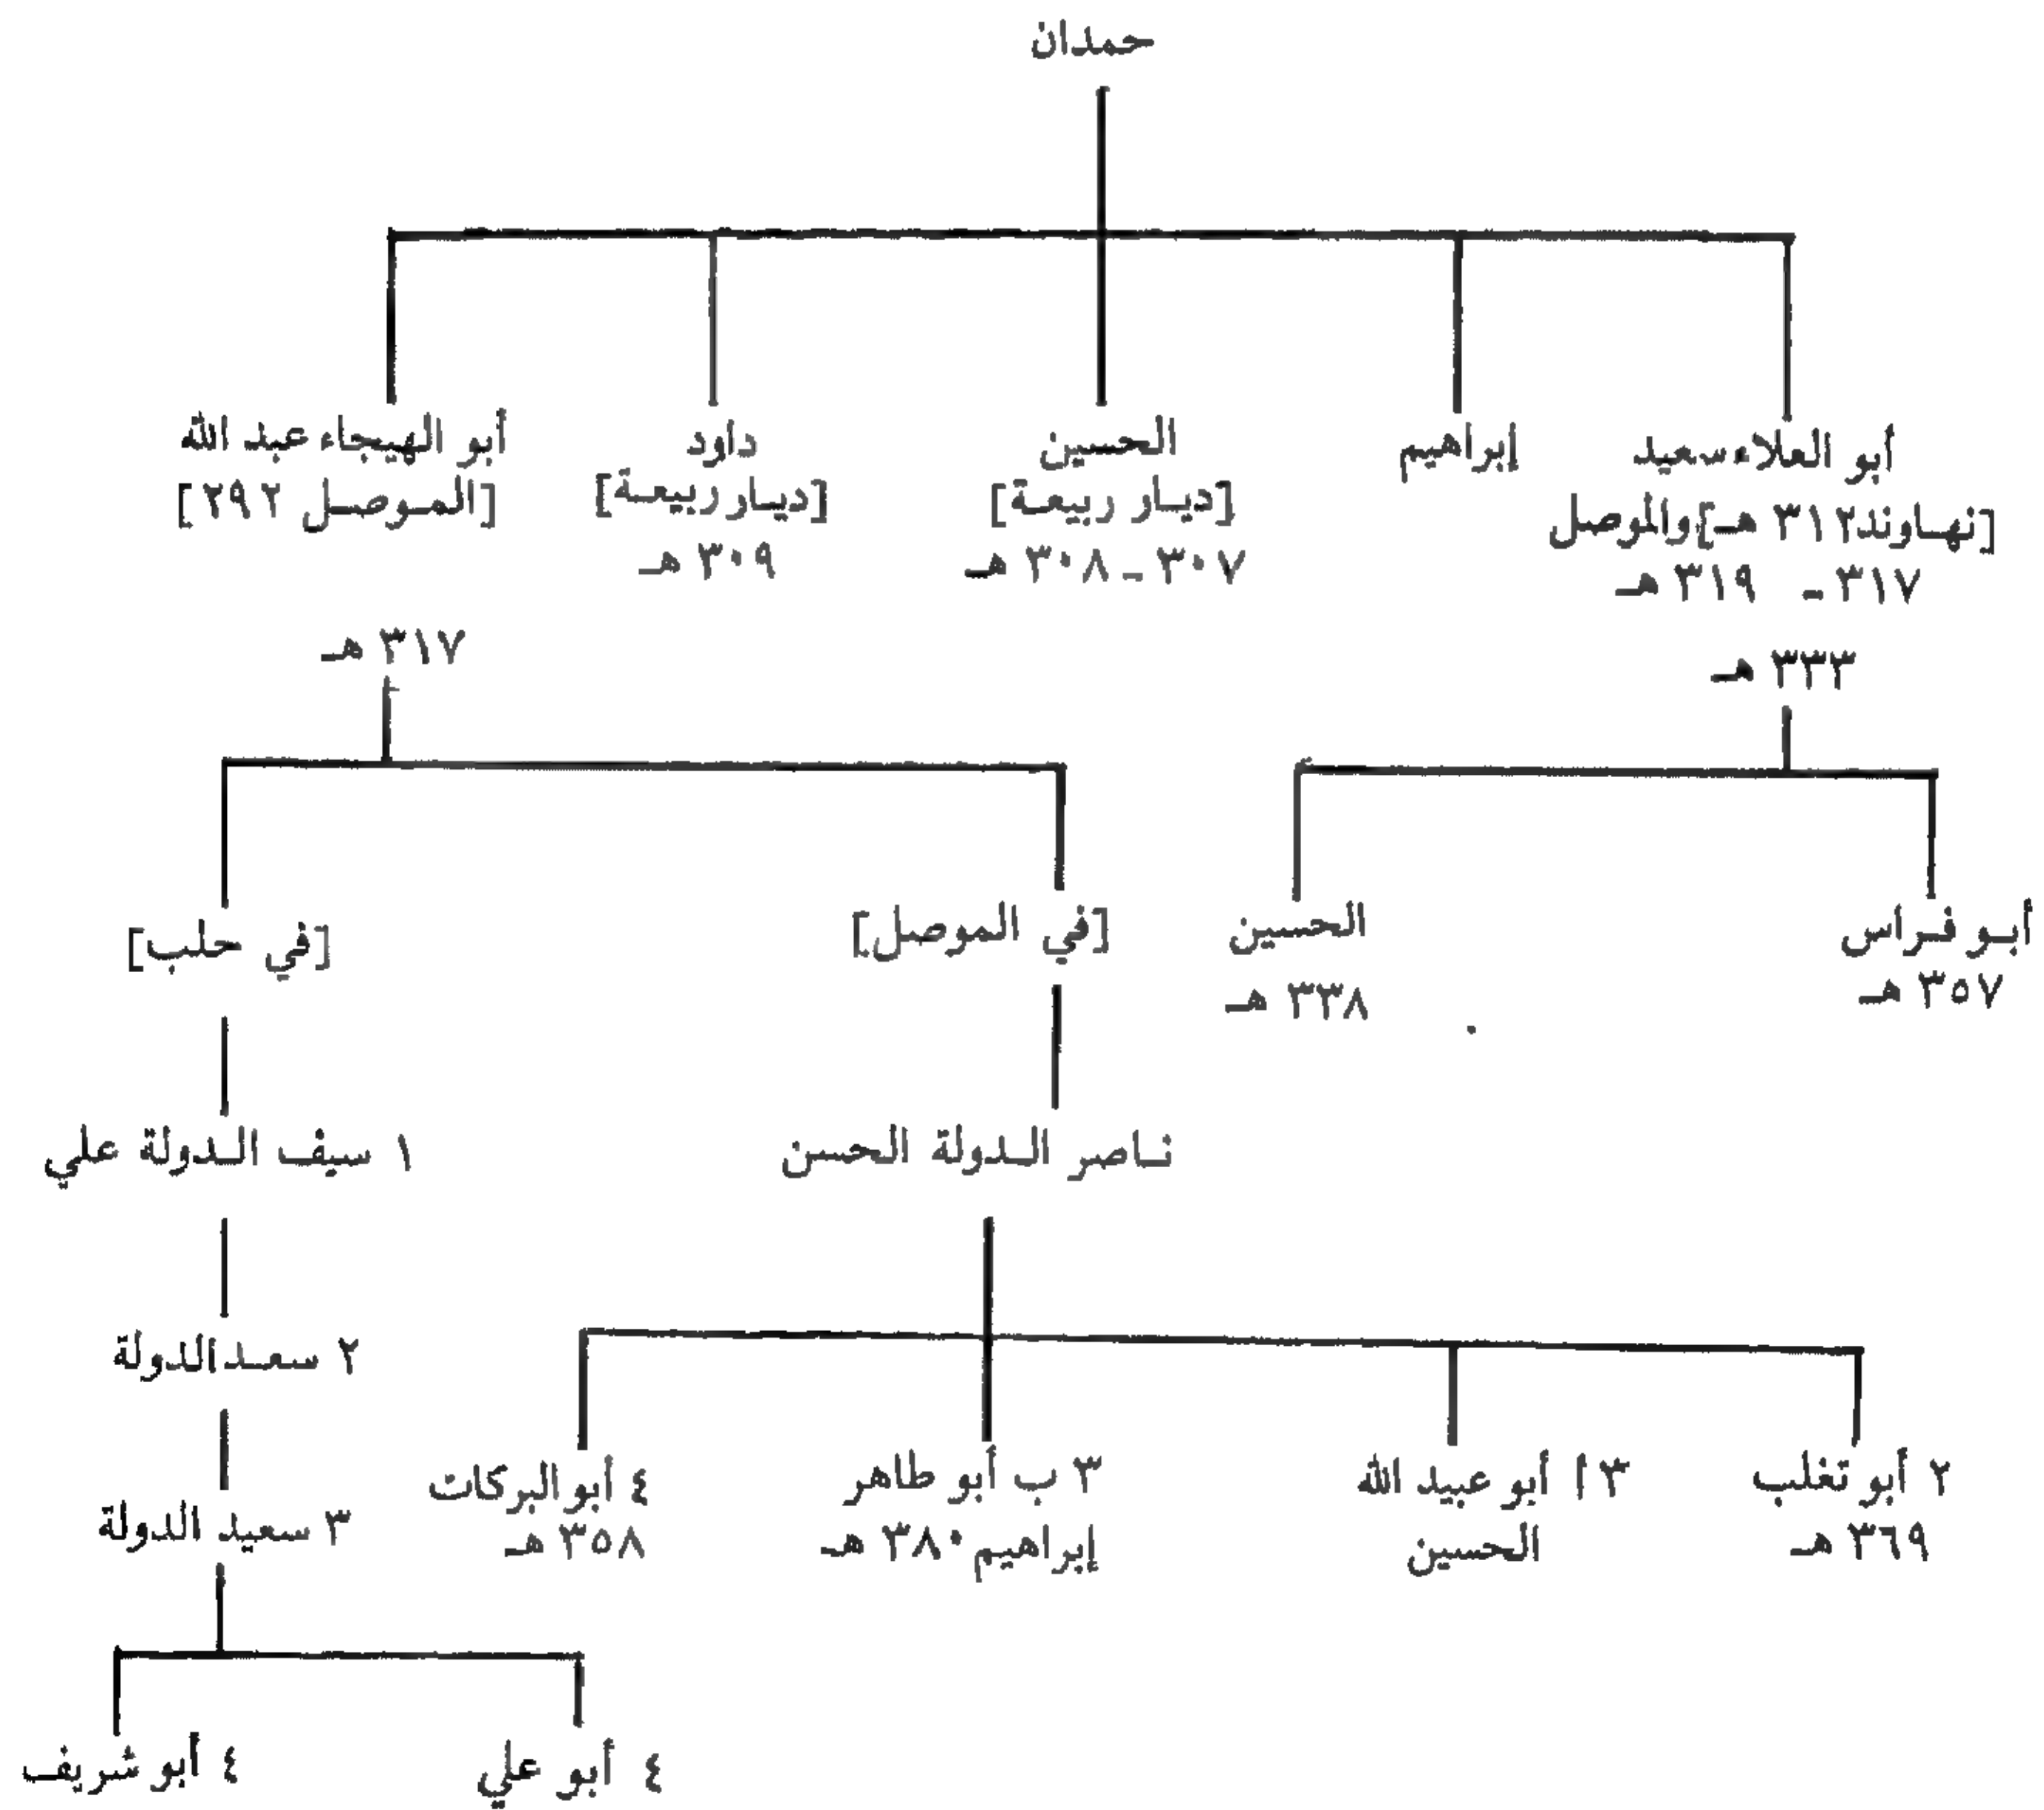 حمدان
أبو العلاء سعيد
[نهاوند ٣١٢ هـ] والموصل
٣١٧ - ٣١٩ هـ
٣٣٣ هـ
إبراهيم
الحسين
[ديار ربيعة]
٣٠٧ - ٣٠٨ هـ
داود
[ديار ربيعة]
٣٠٩ هـ
أبو الهيجاء عبد الله
[الموصل ٢٩٢]
٣١٧ هـ
أبو فراس
٣٥٧ هـ
الحسين
٣٣٨ هـ
[في الموصل]
[في حلب]
ناصر الدولة الحسن
١ سيف الدولة علي
٢ سعد الدولة
٢ أبو تغلب
٣٦٩ هـ
٣ أ أبو عبيد الله
الحسين
٣ ب أبو طاهر
إبراهيم ٣٨٠ هـ
٤ أبو البركات
٣٥٨ هـ
٣ سعيد الدولة
٤ أبو علي
٤ أبو شريف